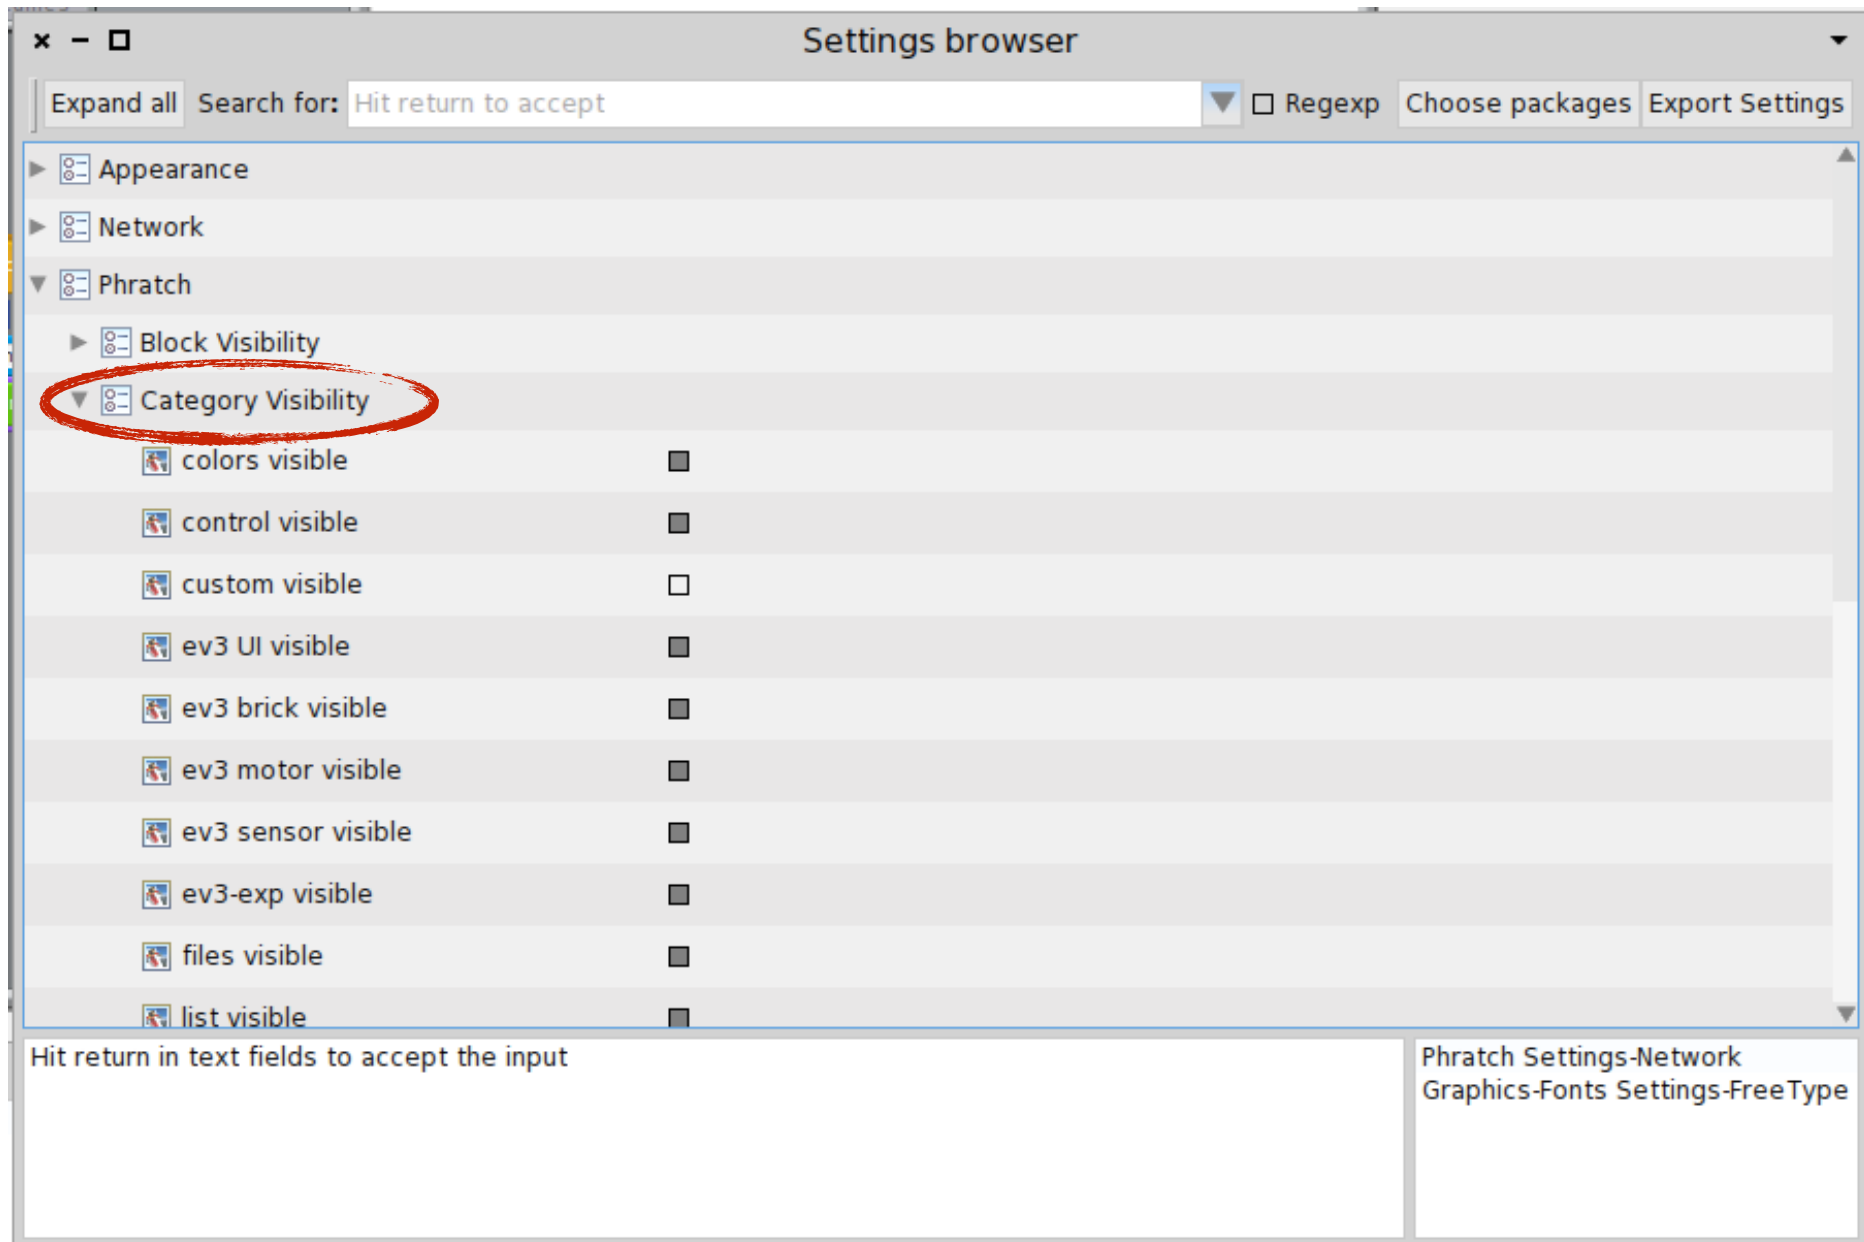 Settings browser
Expand all Search for: Hit return to accept Regexp Choose packages Export Settings
Appearance
Network
Phratch
Block Visibility
Category Visibility
colors visible
control visible
custom visible
ev3 UI visible
ev3 brick visible
ev3 motor visible
ev3 sensor visible
ev3-exp visible
files visible
list visible
Hit return in text fields to accept the input
Phratch Settings-Network
Graphics-Fonts Settings-FreeType